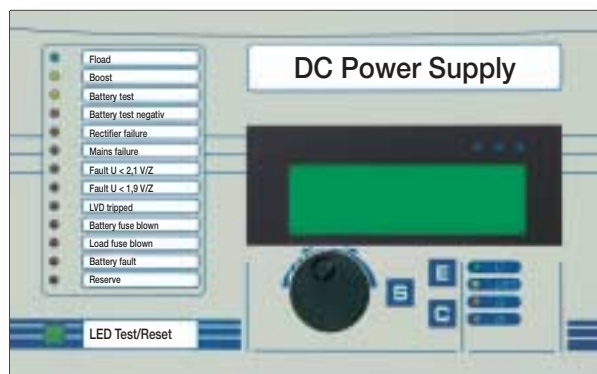 DC Power Supply
Fload
Boost
Battery test
Battery test negativ
Rectifier failure
Mains failure
Fault U < 2,1 V/Z
Fault U < 1,9 V/Z
LVD tripped
Battery fuse blown
Load fuse blown
Battery fault
Reserve
S
E
C
LED Test/Reset